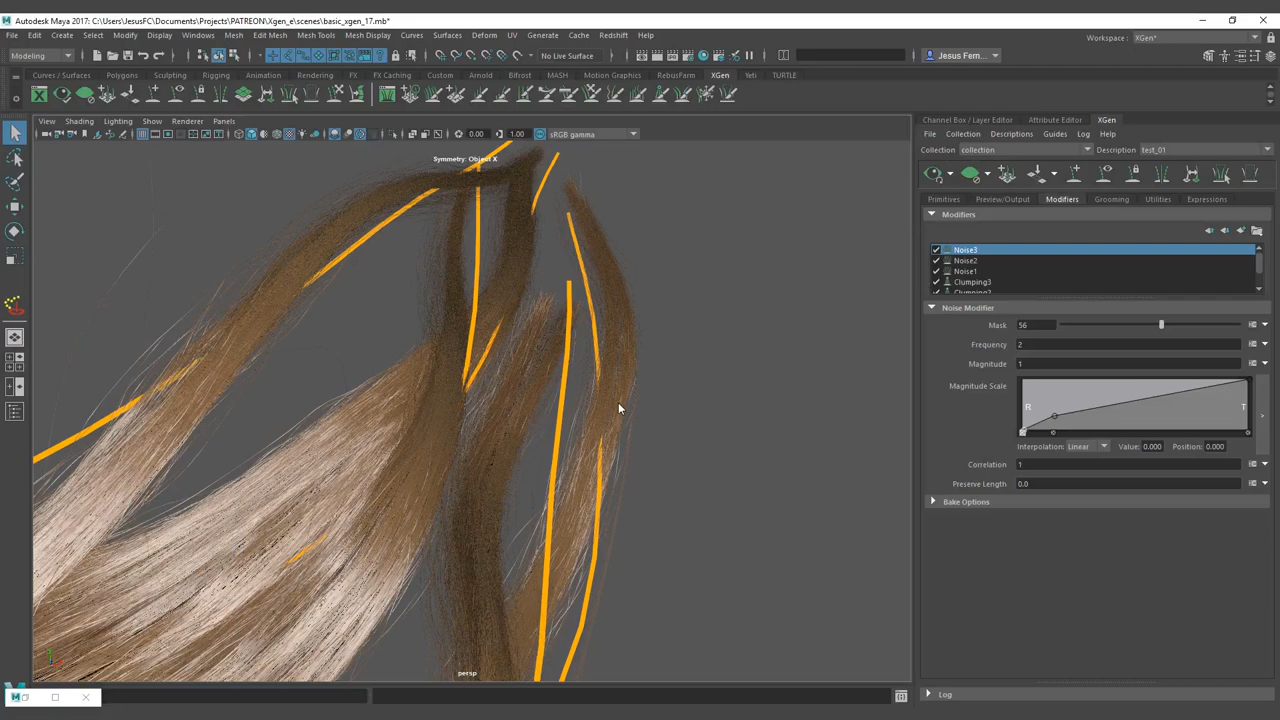 Autodesk Maya 2017: C:\Users\JesusFC\Documents\Projects\PATREON\Xgen_e\scenes\basic_xgen_17.mb*
File Edit Create Select Modify Display Windows Mesh Edit Mesh Mesh Tools Mesh Display Curves Surfaces Deform UV Generate Cache Redshift Help Workspace : XGen*
Modeling No Live Surface Jesus Fern...
Curves / Surfaces Polygons Sculpting Rigging Animation Rendering FX FX Caching Custom Arnold Bifrost MASH Motion Graphics RebusFarm XGen Yeti TURTLE
View Shading Lighting Show Renderer Panels
0.00 1.00 sRGB gamma
Symmetry: Object X
persp
Channel Box / Layer Editor Attribute Editor XGen
File Collection Descriptions Guides Log Help
Collection collection Description test_01
Primitives Preview/Output Modifiers Grooming Utilities Expressions
Modifiers
Noise3
Noise2
Noise1
Clumping3
Noise Modifier
Mask 56
Frequency 2
Magnitude 1
Magnitude Scale R T
Interpolation: Linear Value: 0.000 Position: 0.000
Correlation 1
Preserve Length 0.0
Bake Options
Log